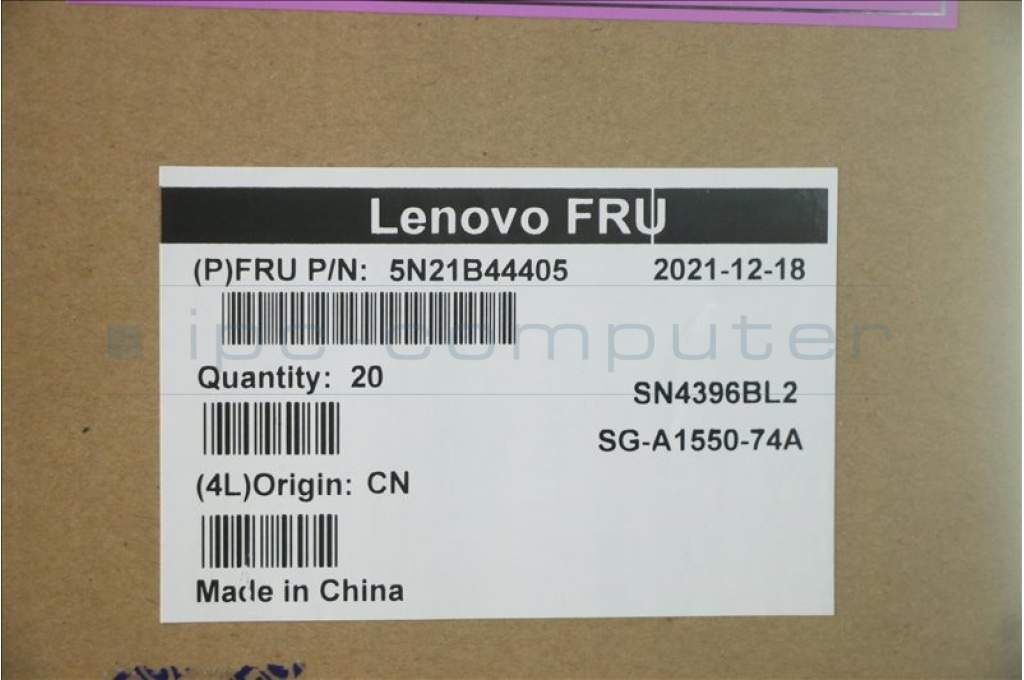 Lenovo FRU
(P)FRU P/N: 5N21B44405 2021-12-18
ipc-computer
Quantity: 20
SN4396BL2
SG-A1550-74A
(4L)Origin: CN
Made in China